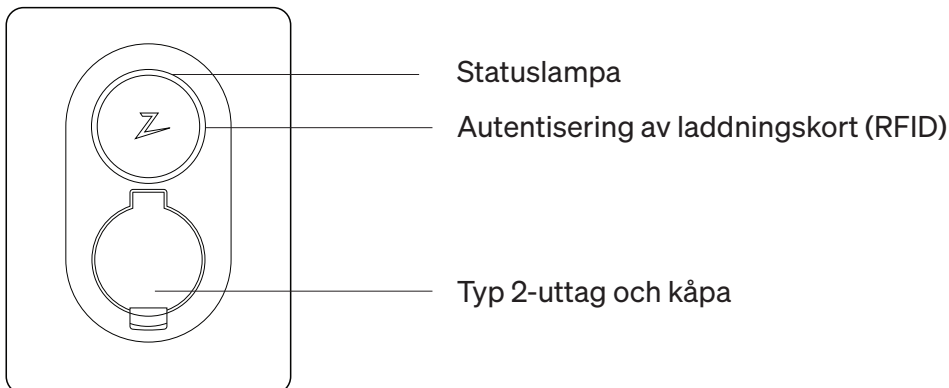 Statuslampa
Autentisering av laddningskort (RFID)
Typ 2-uttag och kåpa